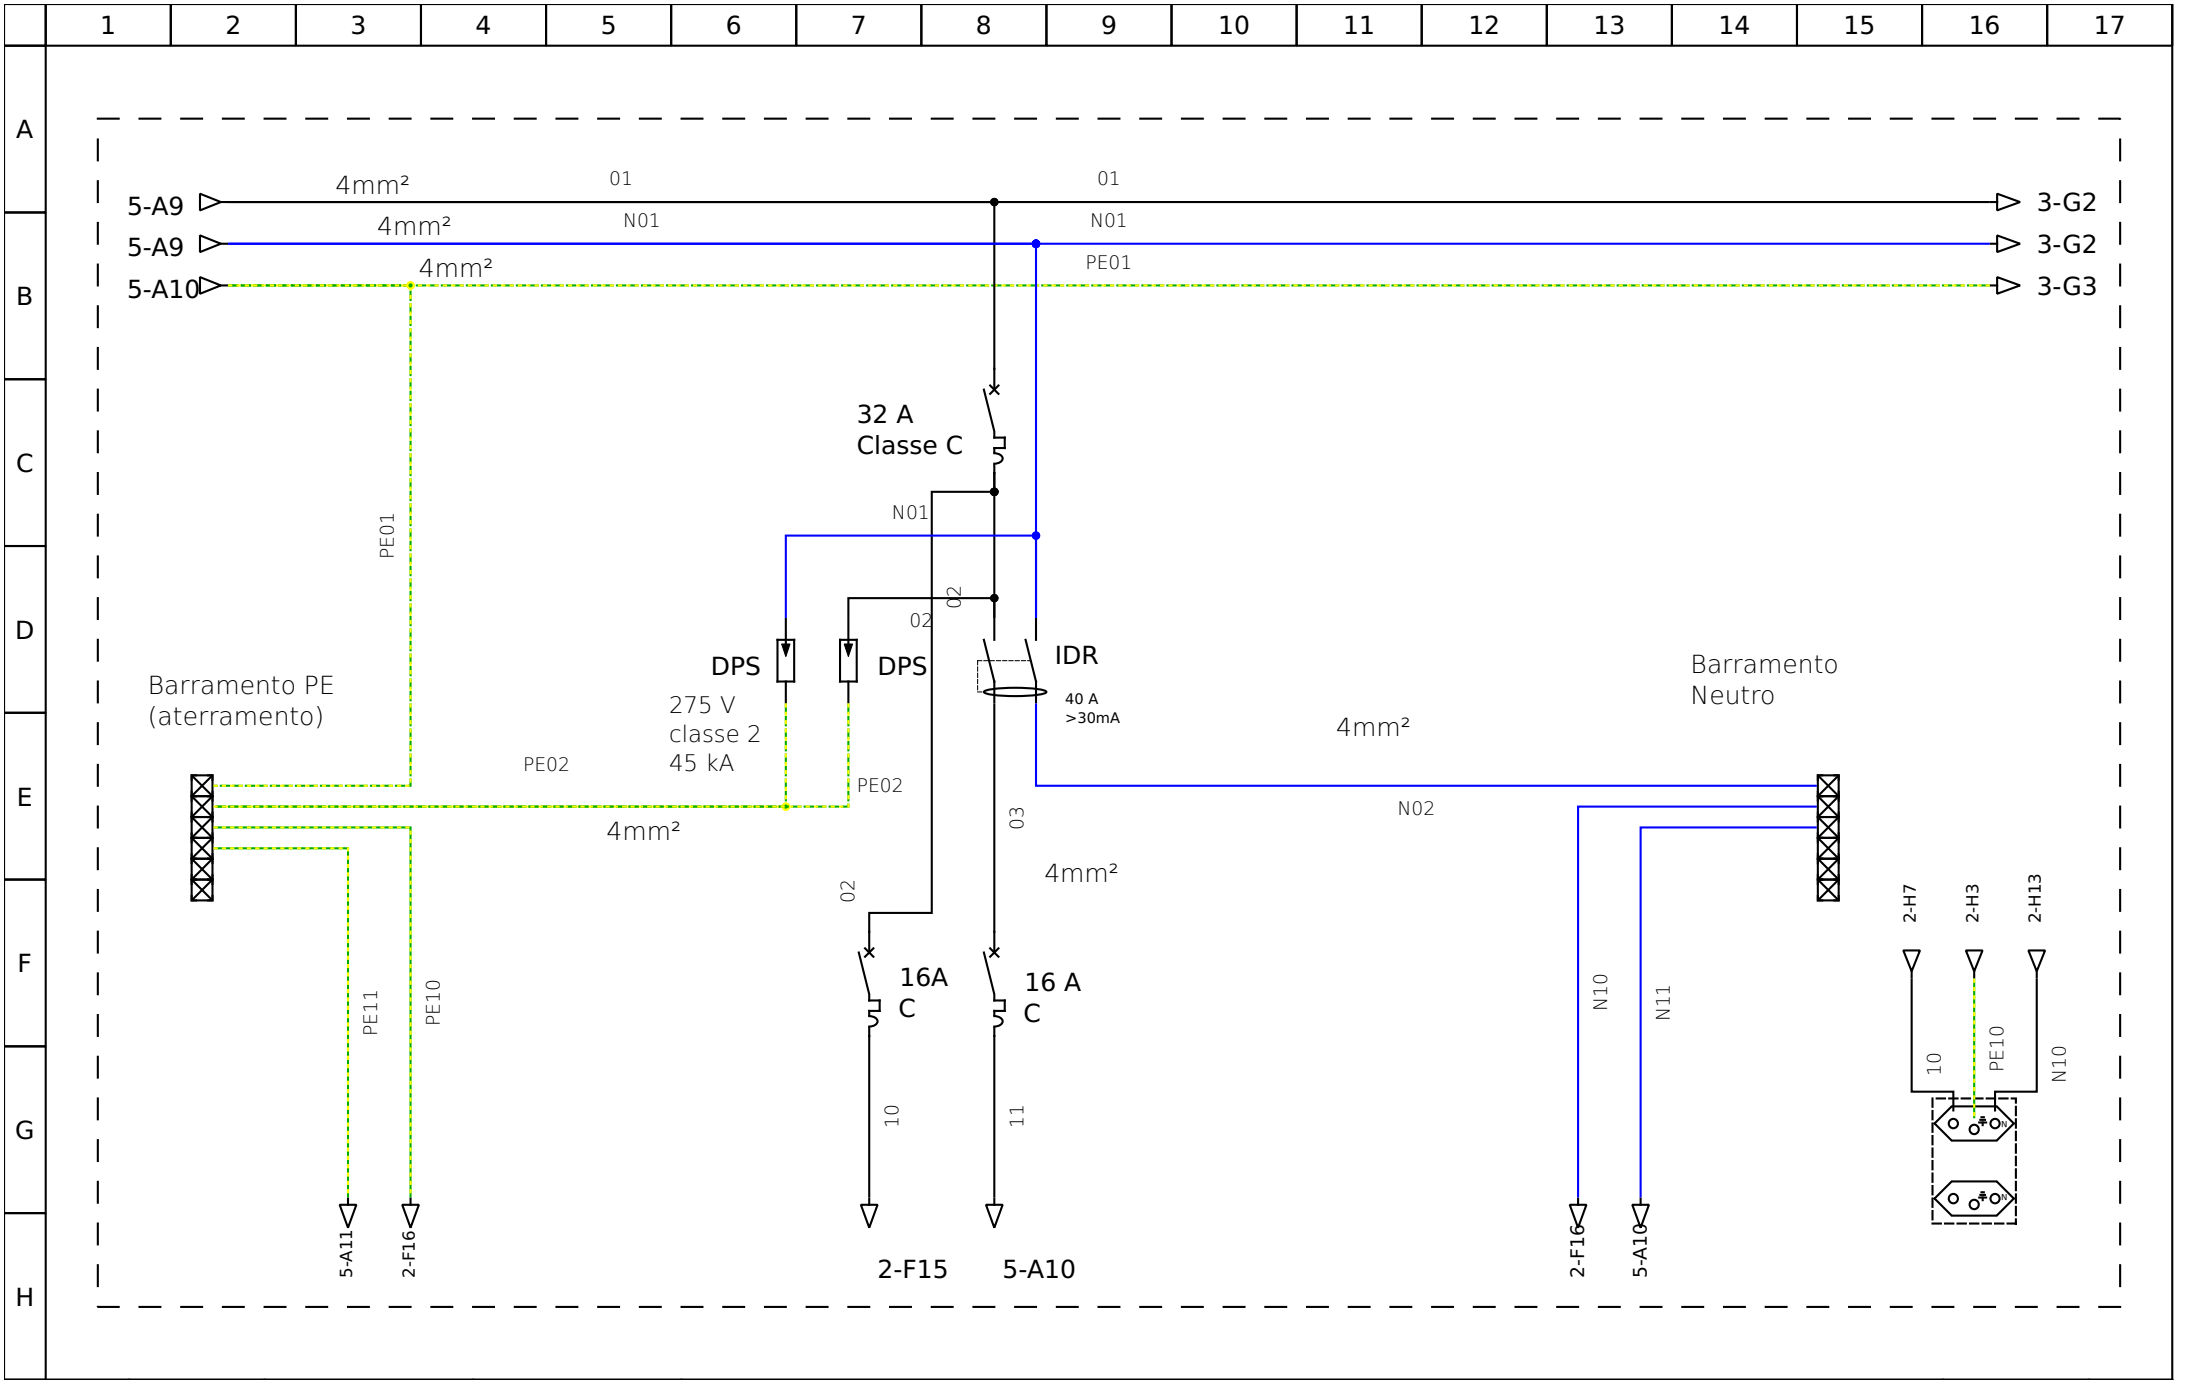 1 2 3 4 5 6 7 8 9 10 11 12 13 14 15 16 17
A
4mm² 01 01
5-A9 3-G2
4mm² N01 N01
5-A9 3-G2
4mm² PE01
B
5-A10 3-G3
32 A
Classe C
C
N01
PE01
02
02
D
DPS DPS IDR
Barramento PE
(aterramento)
275 V
classe 2
45 kA
40 A
>30mA
Barramento
Neutro
4mm²
PE02
PE02
E
N02
03
4mm²
4mm²
02
2-H7 2-H3 2-H13
F
16A
C
16 A
C
PE11 PE10
N10 N11
10 PE10 N10
G
10 11
N
N
5-A11 2-F16
2-F15 5-A10
2-F16 5-A10
H